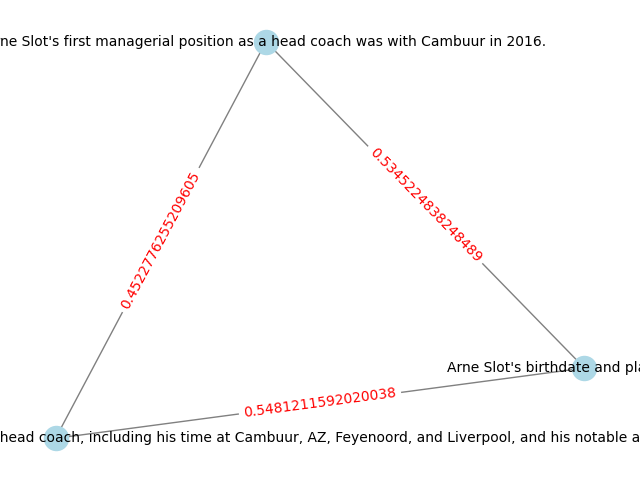 ne Slot's first managerial position as a head coach was with Cambuur in 2016.
0.4522776255209605
0.5345224838248489
Arne Slot's birthdate and pla
0.5481211592020038
head coach, including his time at Cambuur, AZ, Feyenoord, and Liverpool, and his notable a